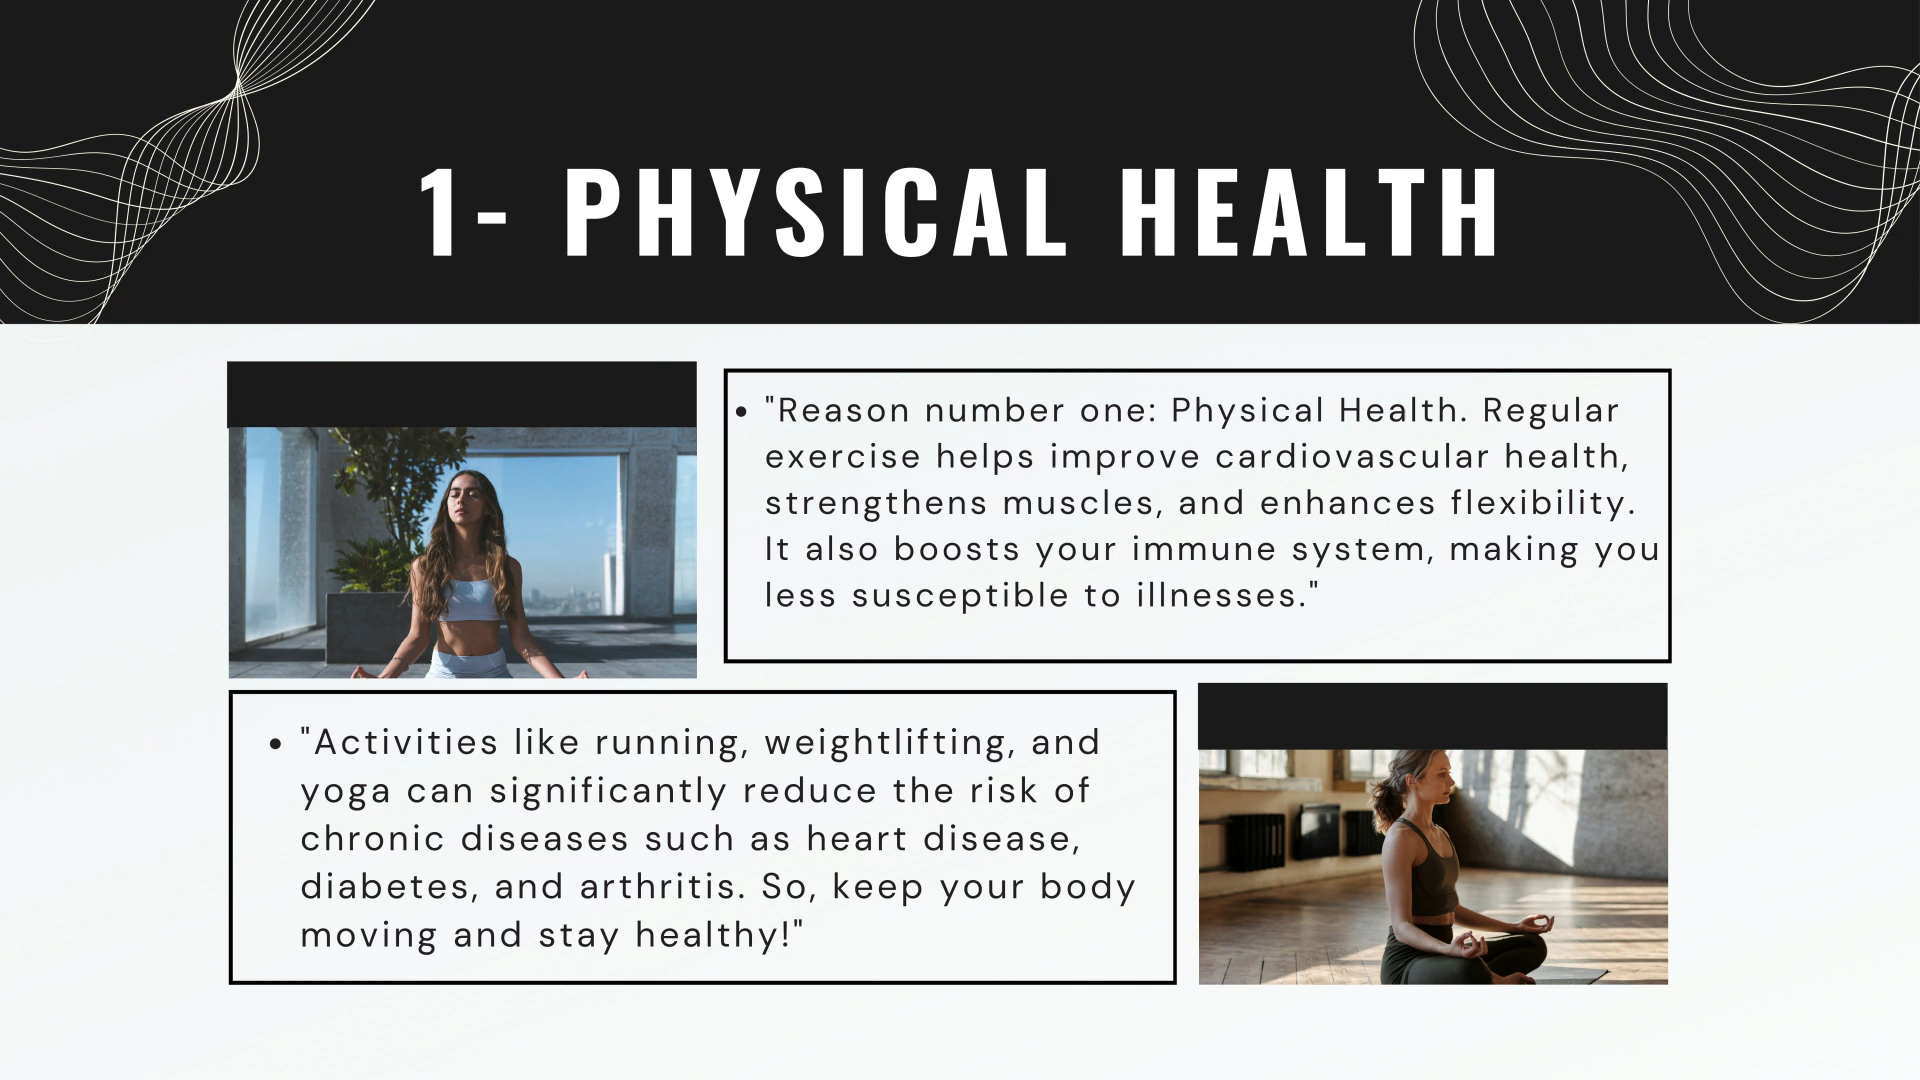 1- PHYSICAL HEALTH
• "Reason number one: Physical Health. Regular
exercise helps improve cardiovascular health,
strengthens muscles, and enhances flexibility.
It also boosts your immune system, making you
less susceptible to illnesses."
• "Activities like running, weightlifting, and
yoga can significantly reduce the risk of
chronic diseases such as heart disease,
diabetes, and arthritis. So, keep your body
moving and stay healthy!"